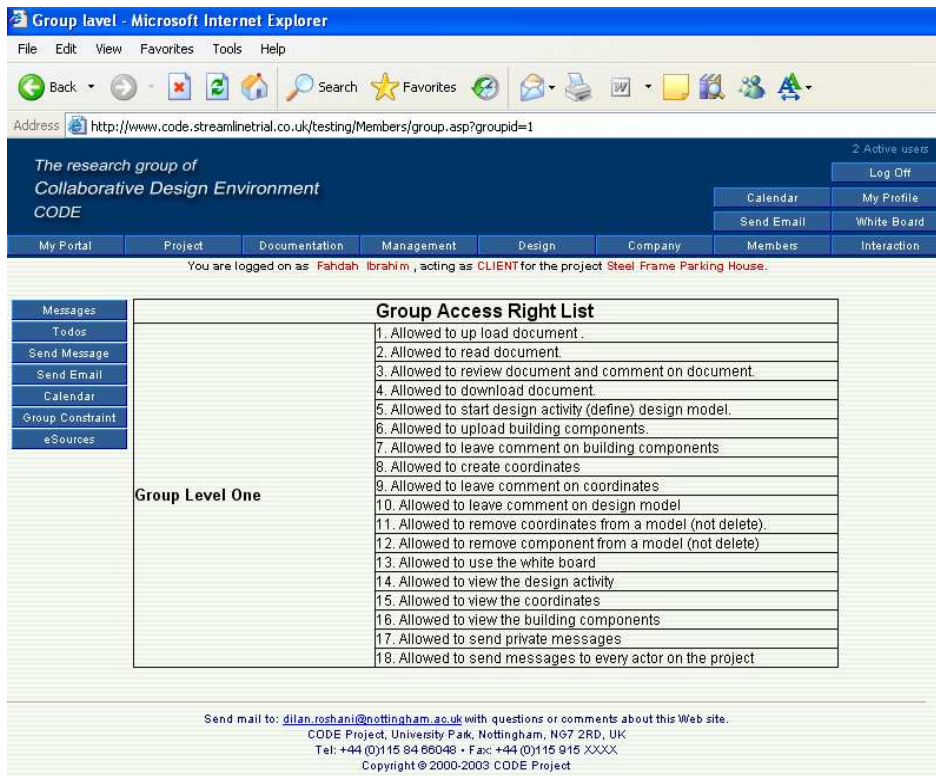 Group lavel - Microsoft Internet Explorer
File Edit View Favorites Tools Help
Back Search Favorites
Address http://www.code.streamlinetrial.co.uk/testing/Members/group.asp?groupid=1
2 Active users
The research group of
Collaborative Design Environment
CODE
Log Off
Calendar My Profile
Send Email White Board
My Portal Project Documentation Management Design Company Members Interaction
You are logged on as Fahdah Ibrahim , acting as CLIENT for the project Steel Frame Parking House.
Messages
Todos
Send Message
Send Email
Calendar
Group Constraint
eSources
Group Access Right List
Group Level One
1. Allowed to up load document .
2. Allowed to read document.
3. Allowed to review document and comment on document.
4. Allowed to download document.
5. Allowed to start design activity (define) design model.
6. Allowed to upload building components.
7. Allowed to leave comment on building components
8. Allowed to create coordinates
9. Allowed to leave comment on coordinates
10. Allowed to leave comment on design model
11. Allowed to remove coordinates from a model (not delete).
12. Allowed to remove component from a model (not delete)
13. Allowed to use the white board
14. Allowed to view the design activity
15. Allowed to view the coordinates
16. Allowed to view the building components
17. Allowed to send private messages
18. Allowed to send messages to every actor on the project
Send mail to: dilan.roshani@nottingham.ac.uk with questions or comments about this Web site.
CODE Project, University Park, Nottingham, NG7 2RD, UK
Tel: +44 (0)115 84 66048 • Fax: +44 (0)115 915 XXXX
Copyright © 2000-2003 CODE Project